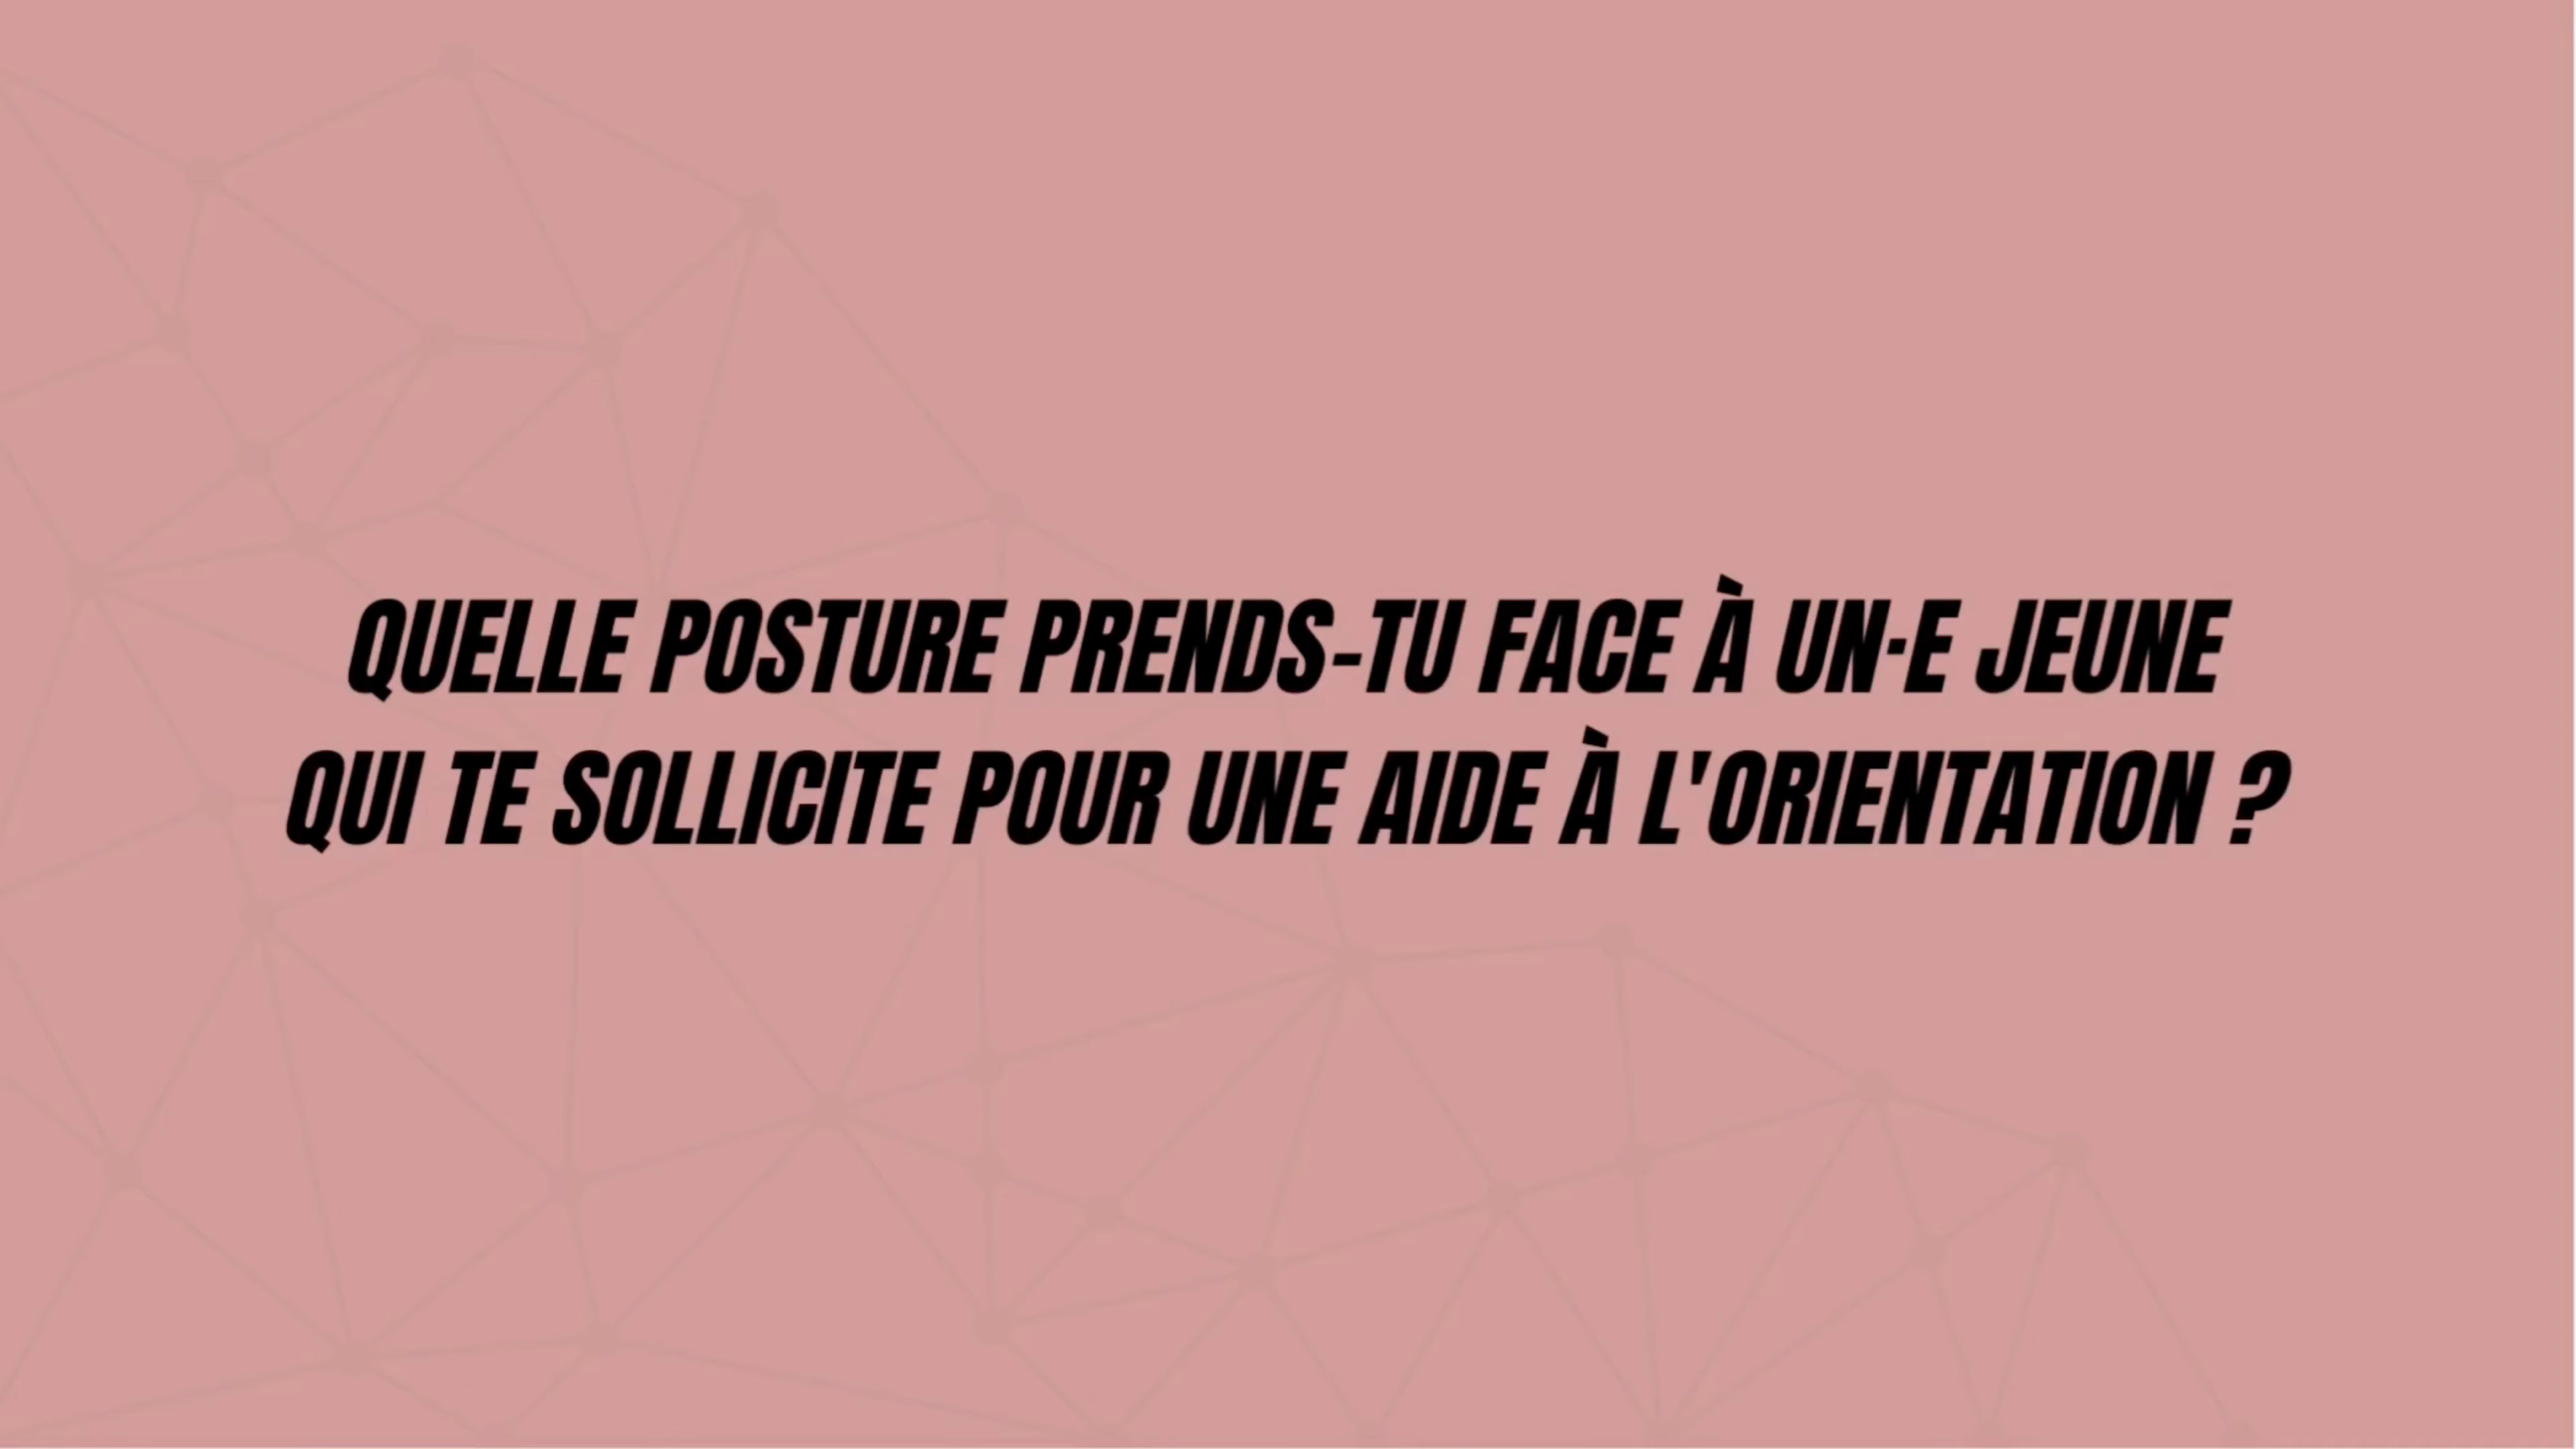 QUELLE POSTURE PRENDS-TU FACE À UN·E JEUNE
QUI TE SOLLICITE POUR UNE AIDE À L'ORIENTATION ?